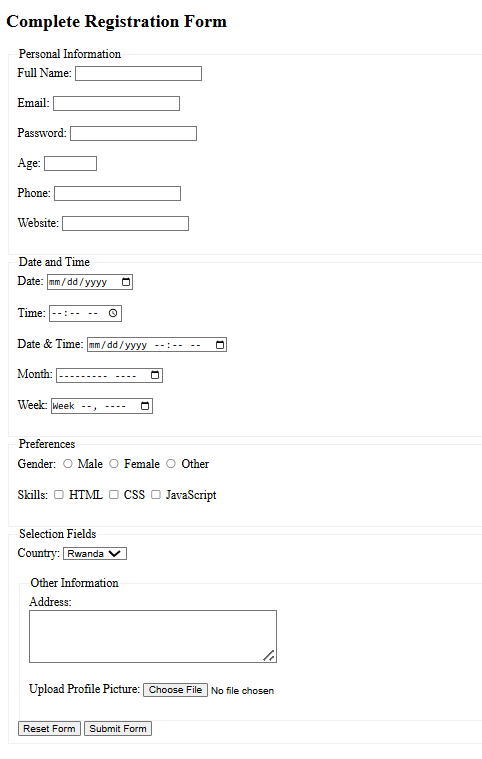 Complete Registration Form
Personal Information
Full Name:
Email:
Password:
Age:
Phone:
Website:
Date and Time
Date: mm/dd/yyyy
Time: --:-- --
Date & Time: mm/dd/yyyy --:-- --
Month: --------- ----
Week: Week --, ----
Preferences
Gender: Male Female Other
Skills: HTML CSS JavaScript
Selection Fields
Country: Rwanda
Other Information
Address:
Upload Profile Picture: Choose File No file chosen
Reset Form Submit Form